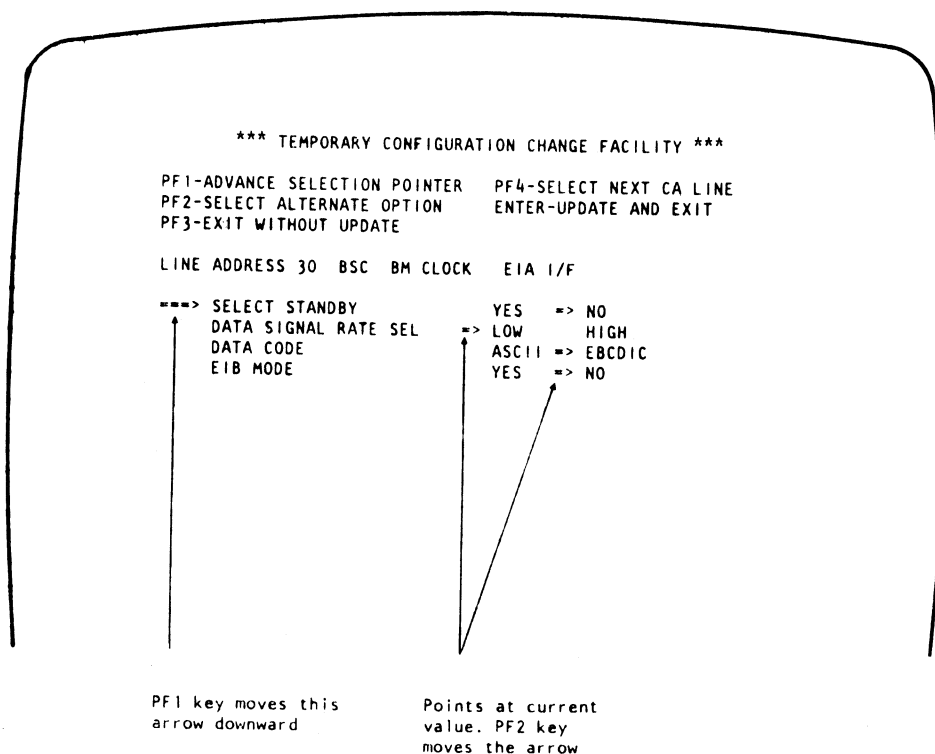 *** TEMPORARY CONFIGURATION CHANGE FACILITY ***
PF1-ADVANCE SELECTION POINTER PF4-SELECT NEXT CA LINE
PF2-SELECT ALTERNATE OPTION ENTER-UPDATE AND EXIT
PF3-EXIT WITHOUT UPDATE
LINE ADDRESS 30 BSC BM CLOCK EIA I/F
===> SELECT STANDBY YES => NO
DATA SIGNAL RATE SEL => LOW HIGH
DATA CODE ASCII => EBCDIC
EIB MODE YES => NO
PF1 key moves this
arrow downward
Points at current
value. PF2 key
moves the arrow